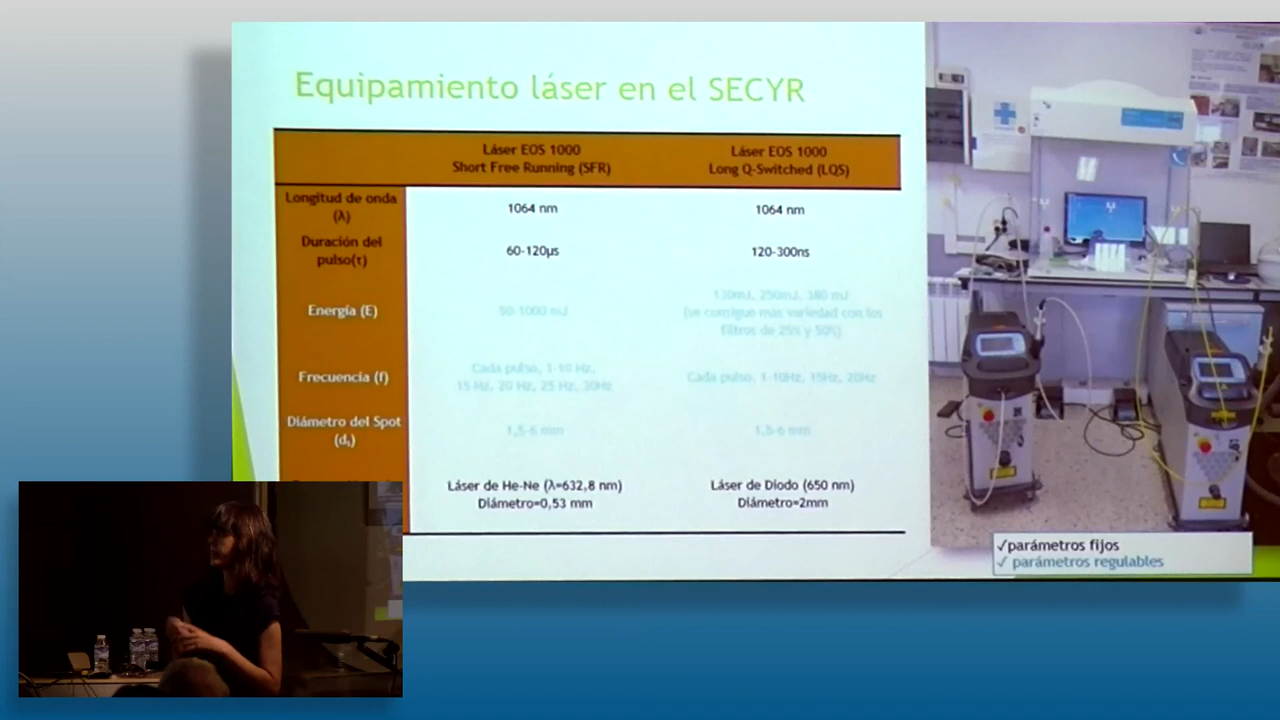 Equipamiento láser en el SECYR
Láser EOS 1000
Short Free Running (SFR)
Láser EOS 1000
Long Q-Switched (LQS)
Longitud de onda
(λ)
1064 nm
1064 nm
Duración del
pulso(τ)
60-120µs
120-300ns
Energía (E)
50-1000 mJ
130mJ, 250mJ, 380 mJ
(se consigue más variedad con los
filtros de 25% y 50%)
Frecuencia (f)
Cada pulso, 1-10 Hz,
15 Hz, 20 Hz, 25 Hz, 30Hz
Cada pulso, 1-10Hz, 15Hz, 20Hz
Diámetro del Spot
(dₛ)
1,5-6 mm
1,5-6 mm
Láser de He-Ne (λ=632,8 nm)
Diámetro=0,53 mm
Láser de Diodo (650 nm)
Diámetro=2mm
✓parámetros fijos
✓ parámetros regulables